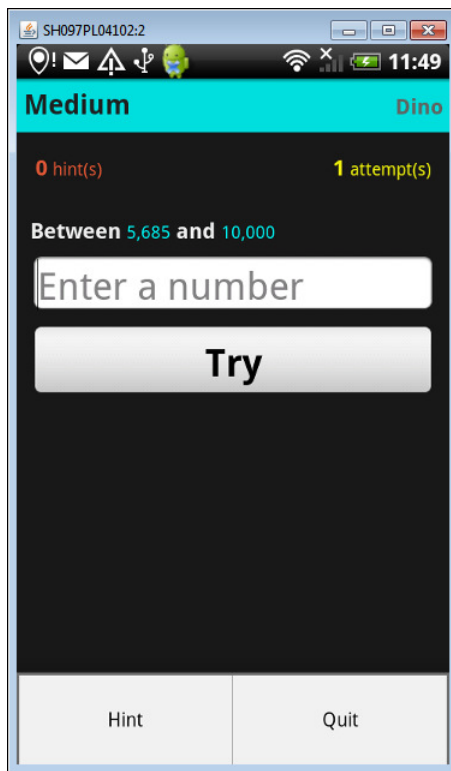 SH097PL04102:2
11:49
Medium Dino
0 hint(s) 1 attempt(s)
Between 5,685 and 10,000
Enter a number
Try
Hint Quit